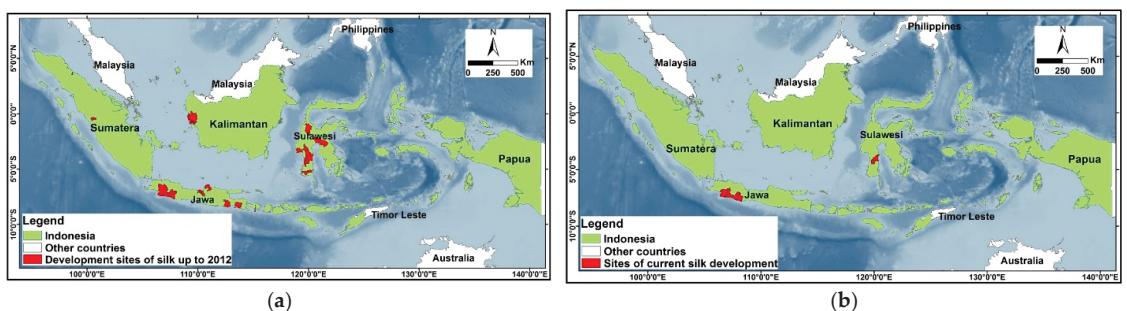 Philippines
Malaysia
Malaysia
Sumatera
Kalimantan
Sulawesi
Papua
Jawa
Timor Leste
Australia
N
Km
0 250 500
5°0'0"N
0°0'0"
5°0'0"S
10°0'0"S
Legend
Indonesia
Other countries
Development sites of silk up to 2012
100°0'0"E 110°0'0"E 120°0'0"E 130°0'0"E 140°0'0"E
(a)
Philippines
Malaysia
Malaysia
Sumatera
Kalimantan
Sulawesi
Papua
Jawa
Timor Leste
Australia
N
Km
0 250 500
5°0'0"N
0°0'0"
5°0'0"S
10°0'0"S
Legend
Indonesia
Other countries
Sites of current silk development
100°0'0"E 110°0'0"E 120°0'0"E 130°0'0"E 140°0'0"E
(b)